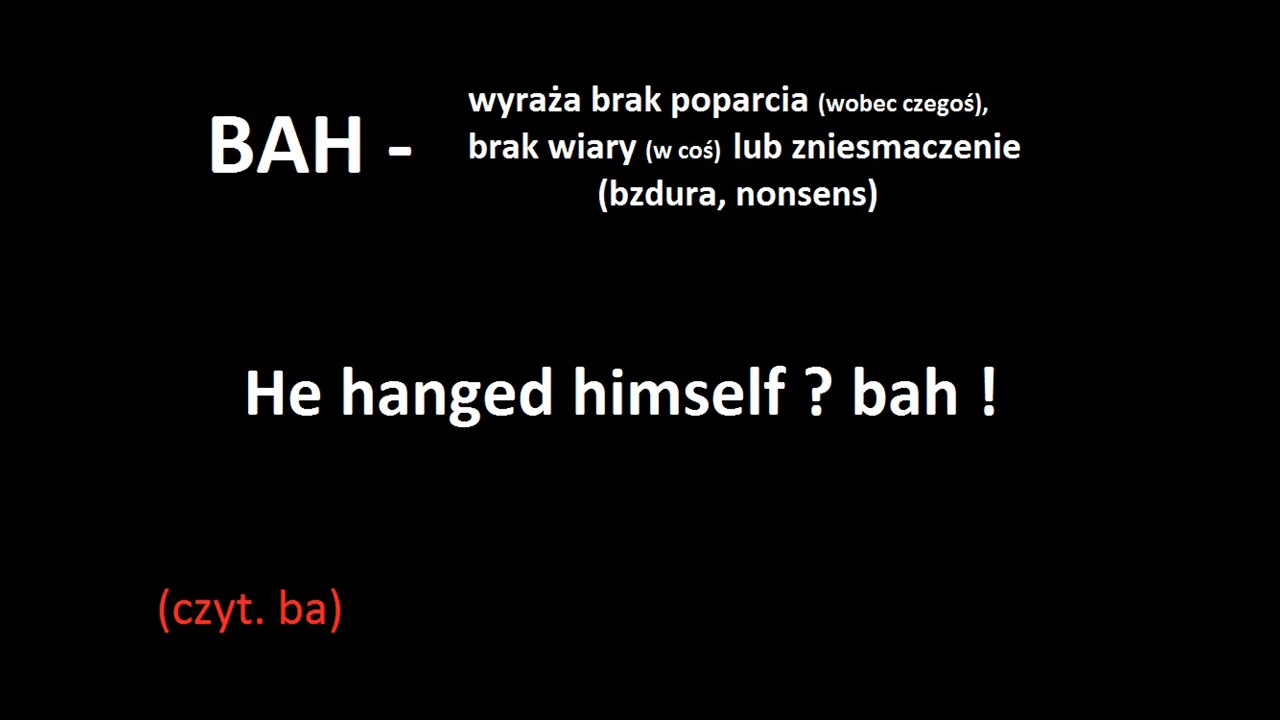 BAH -
wyraża brak poparcia (wobec czegoś),
brak wiary (w coś) lub zniesmaczenie
(bzdura, nonsens)
He hanged himself ? bah !
(czyt. ba)